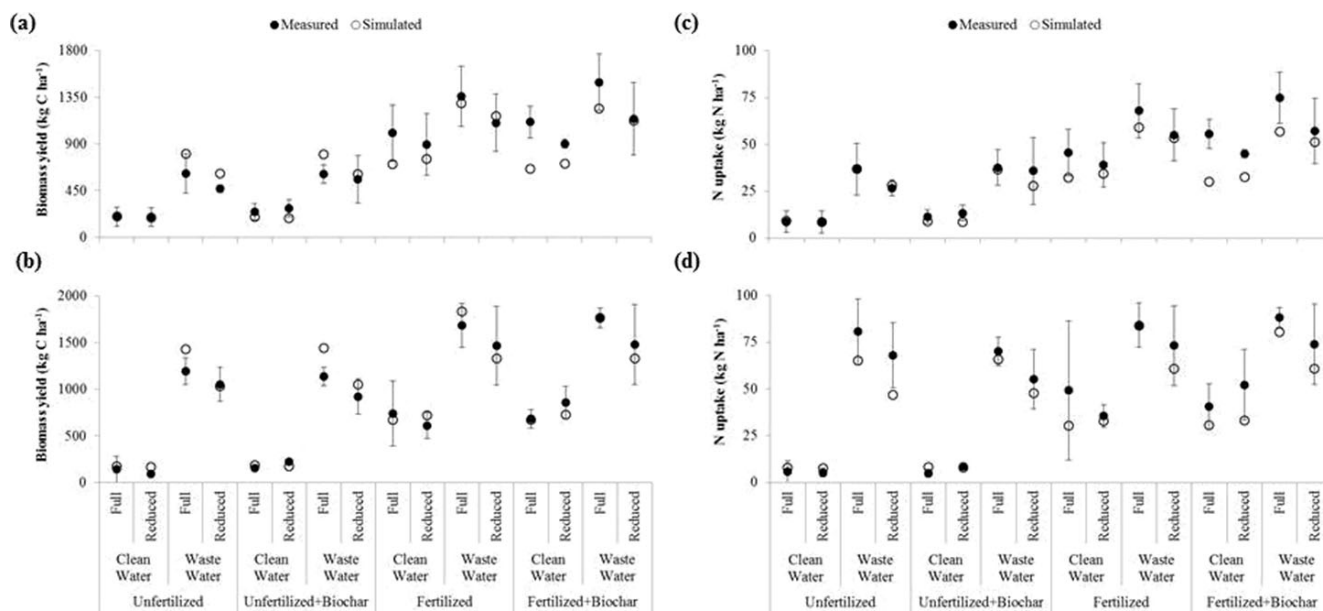 (a)
● Measured ○ Simulated
Biomass yield (kg C ha⁻¹)
1800
1350
900
450
0
(b)
Biomass yield (kg C ha⁻¹)
2000
1500
1000
500
0
Full Reduced Full Reduced Full Reduced Full Reduced Full Reduced Full Reduced Full Reduced Full Reduced
Clean Water Waste Water Clean Water Waste Water Clean Water Waste Water Clean Water Waste Water
Unfertilized Unfertilized+Biochar Fertilized Fertilized+Biochar
(c)
● Measured ○ Simulated
N uptake (kg N ha⁻¹)
100
75
50
25
0
(d)
N uptake (kg N ha⁻¹)
100
75
50
25
0
Full Reduced Full Reduced Full Reduced Full Reduced Full Reduced Full Reduced Full Reduced Full Reduced
Clean Water Waste Water Clean Water Waste Water Clean Water Waste Water Clean Water Waste Water
Unfertilized Unfertilized+Biochar Fertilized Fertilized+Biochar